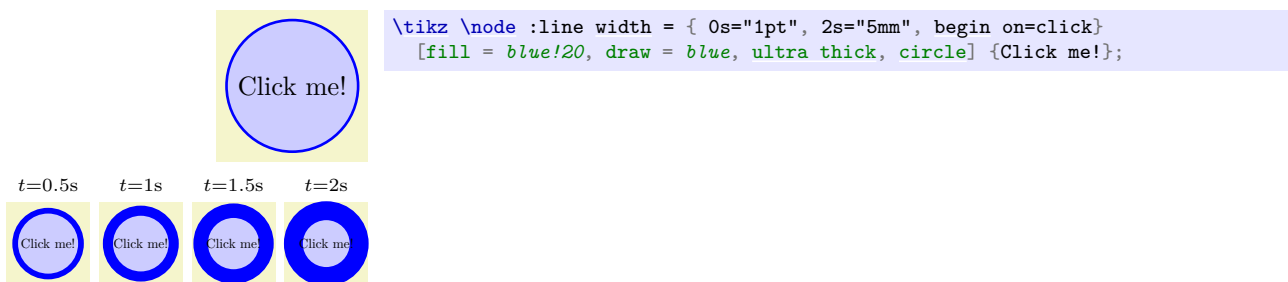 Click me!
\tikz \node :line width = { 0s="1pt", 2s="5mm", begin on=click}
[fill = blue!20, draw = blue, ultra thick, circle] {Click me!};
t=0.5s t=1s t=1.5s t=2s
Click me! Click me! Click me! Click me!